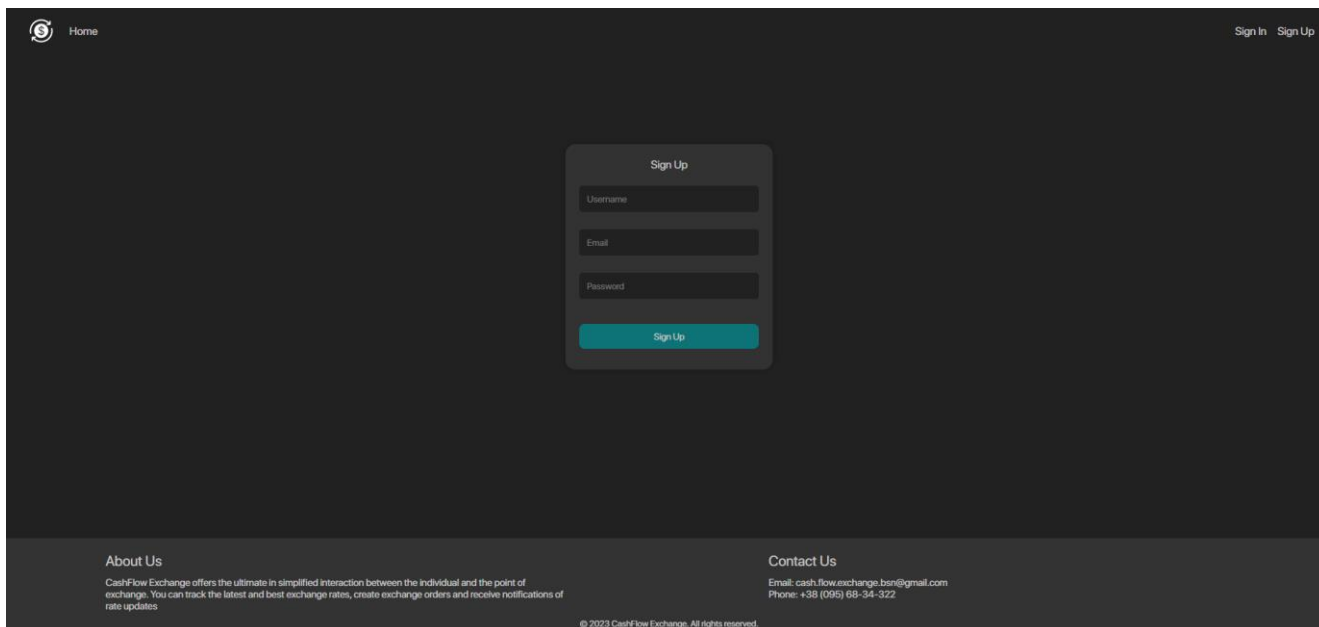 $ Home
Sign In Sign Up
Sign Up
Username
Email
Password
Sign Up
About Us
CashFlow Exchange offers the ultimate in simplified interaction between the individual and the point of
exchange. You can track the latest and best exchange rates, create exchange orders and receive notifications of
rate updates
Contact Us
Email: cash.flow.exchange.bsn@gmail.com
Phone: +38 (095) 68-34-322
© 2023 CashFlow Exchange. All rights reserved.